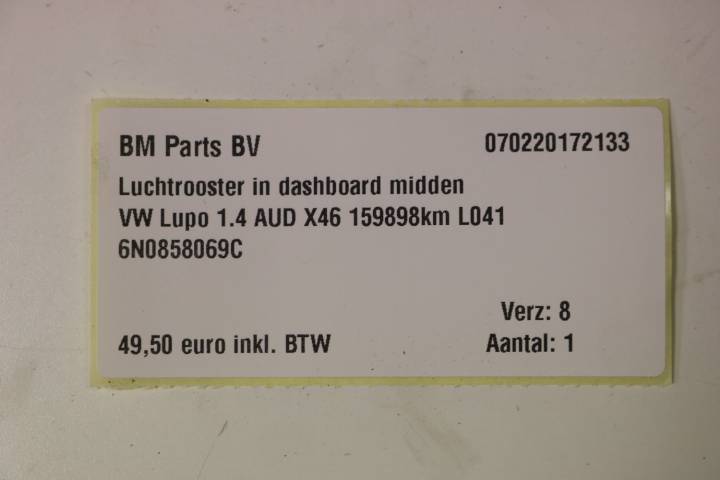 BM Parts BV 070220172133
Luchtrooster in dashboard midden
VW Lupo 1.4 AUD X46 159898km L041
6N0858069C
Verz: 8
49,50 euro inkl. BTW Aantal: 1